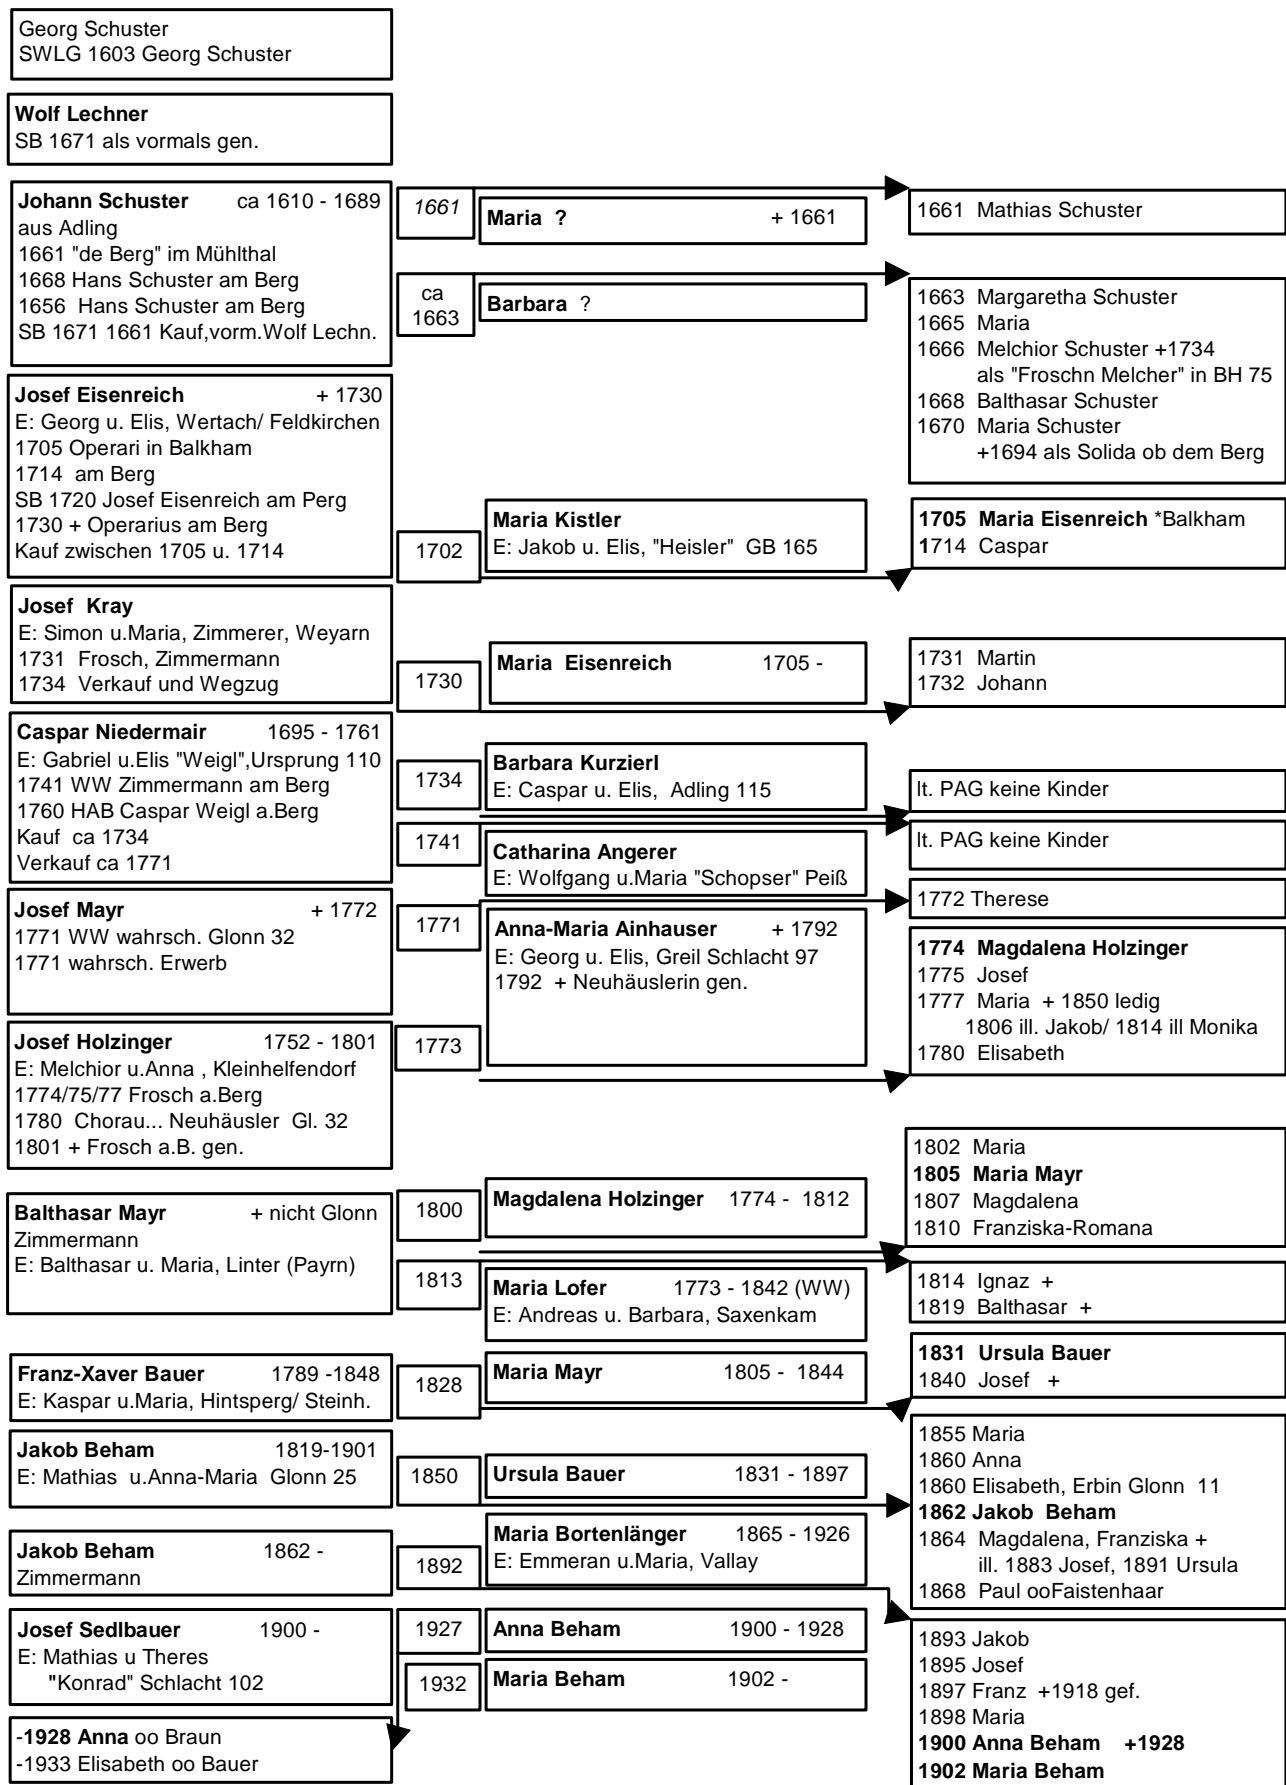 Georg Schuster
SWLG 1603 Georg Schuster
Wolf Lechner
SB 1671 als vormals gen.
Johann Schuster ca 1610 - 1689
aus Adling
1661 "de Berg" im Mühlthal
1668 Hans Schuster am Berg
1656 Hans Schuster am Berg
SB 1671 1661 Kauf,vorm.Wolf Lechn.
1661
Maria ? + 1661
1661 Mathias Schuster
ca
1663
Barbara ?
1663 Margaretha Schuster
1665 Maria
1666 Melchior Schuster +1734
als "Froschn Melcher" in BH 75
1668 Balthasar Schuster
1670 Maria Schuster
+1694 als Solida ob dem Berg
Josef Eisenreich + 1730
E: Georg u. Elis, Wertach/ Feldkirchen
1705 Operari in Balkham
1714 am Berg
SB 1720 Josef Eisenreich am Perg
1730 + Operarius am Berg
Kauf zwischen 1705 u. 1714
1702
Maria Kistler
E: Jakob u. Elis, "Heisler" GB 165
1705 Maria Eisenreich *Balkham
1714 Caspar
Josef Kray
E: Simon u.Maria, Zimmerer, Weyarn
1731 Frosch, Zimmermann
1734 Verkauf und Wegzug
1730
Maria Eisenreich 1705 -
1731 Martin
1732 Johann
Caspar Niedermair 1695 - 1761
E: Gabriel u.Elis "Weigl",Ursprung 110
1741 WW Zimmermann am Berg
1760 HAB Caspar Weigl a.Berg
Kauf ca 1734
Verkauf ca 1771
1734
Barbara Kurzierl
E: Caspar u. Elis, Adling 115
lt. PAG keine Kinder
1741
Catharina Angerer
E: Wolfgang u.Maria "Schopser" Peiß
lt. PAG keine Kinder
Josef Mayr + 1772
1771 WW wahrsch. Glonn 32
1771 wahrsch. Erwerb
1771
Anna-Maria Ainhauser + 1792
E: Georg u. Elis, Greil Schlacht 97
1792 + Neuhäuslerin gen.
1772 Therese
Josef Holzinger 1752 - 1801
E: Melchior u.Anna , Kleinhelfendorf
1774/75/77 Frosch a.Berg
1780 Chorau... Neuhäusler Gl. 32
1801 + Frosch a.B. gen.
1773
1774 Magdalena Holzinger
1775 Josef
1777 Maria + 1850 ledig
1806 ill. Jakob/ 1814 ill Monika
1780 Elisabeth
Balthasar Mayr + nicht Glonn
Zimmermann
E: Balthasar u. Maria, Linter (Payrn)
1800
Magdalena Holzinger 1774 - 1812
1802 Maria
1805 Maria Mayr
1807 Magdalena
1810 Franziska-Romana
1813
Maria Lofer 1773 - 1842 (WW)
E: Andreas u. Barbara, Saxenkam
1814 Ignaz +
1819 Balthasar +
Franz-Xaver Bauer 1789 -1848
E: Kaspar u.Maria, Hintsperg/ Steinh.
1828
Maria Mayr 1805 - 1844
1831 Ursula Bauer
1840 Josef +
Jakob Beham 1819-1901
E: Mathias u.Anna-Maria Glonn 25
1850
Ursula Bauer 1831 - 1897
1855 Maria
1860 Anna
1860 Elisabeth, Erbin Glonn 11
1862 Jakob Beham
1864 Magdalena, Franziska +
ill. 1883 Josef, 1891 Ursula
1868 Paul ooFaistenhaar
Jakob Beham 1862 -
Zimmermann
1892
Maria Bortenlänger 1865 - 1926
E: Emmeran u.Maria, Vallay
Josef Sedlbauer 1900 -
E: Mathias u Theres
"Konrad" Schlacht 102
1927
Anna Beham 1900 - 1928
1932
Maria Beham 1902 -
1893 Jakob
1895 Josef
1897 Franz +1918 gef.
1898 Maria
1900 Anna Beham +1928
1902 Maria Beham
-1928 Anna oo Braun
-1933 Elisabeth oo Bauer